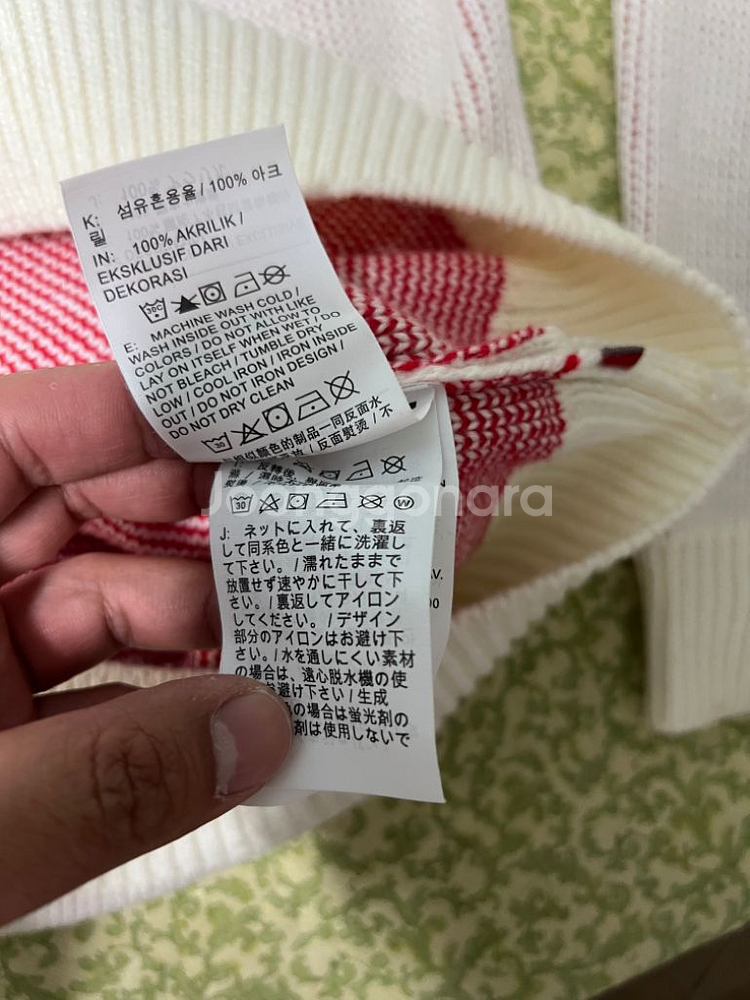 K: 섬유혼용율 / 100% 아크
릴
IN: 100% AKRILIK /
EKSKLUSIF DARI
DEKORASI
30C
E: MACHINE WASH COLD /
WASH INSIDE OUT WITH LIKE
COLORS / DO NOT ALLOW TO
LAY ON ITSELF WHEN WET / DO
NOT BLEACH / TUMBLE DRY
LOW / COOL IRON / IRON INSIDE
OUT / DO NOT IRON DESIGN /
DO NOT DRY CLEAN
30
似顏色的制品一同反面水
/ 反面熨烫 / 不
30 W
J: ネットに入れて、裏返
して同系色と一緒に洗濯し
て下さい。/ 濡れたままで
放置せず速やかに干して下
さい。/ 裏返してアイロン
してください。/ デザイン
部分のアイロンはお避け下
さい。/ 水を通しにくい素材
の場合は、遠心脱水機の使
避け下さい / 生成
の場合は蛍光剤の
剤は使用しないで
AV.
00
Joonggonara